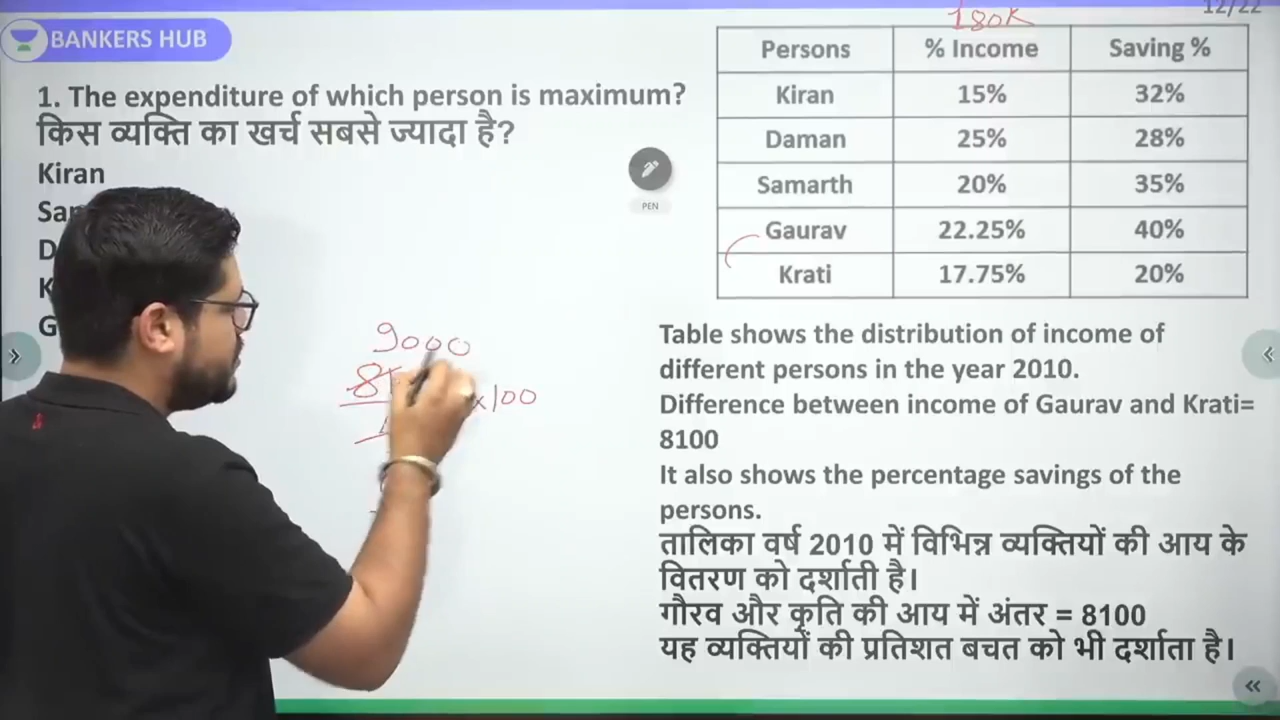 12/22
BANKERS HUB
180K
1. The expenditure of which person is maximum?
किस व्यक्ति का खर्च सबसे ज्यादा है?
Kiran
Persons % Income Saving %
Kiran 15% 32%
Daman 25% 28%
Samarth 20% 35%
Gaurav 22.25% 40%
Krati 17.75% 20%
PEN
9000
x100
Table shows the distribution of income of
different persons in the year 2010.
Difference between income of Gaurav and Krati=
8100
It also shows the percentage savings of the
persons.
तालिका वर्ष 2010 में विभिन्न व्यक्तियों की आय के
वितरण को दर्शाती है।
गौरव और कृति की आय में अंतर = 8100
यह व्यक्तियों की प्रतिशत बचत को भी दर्शाता है।